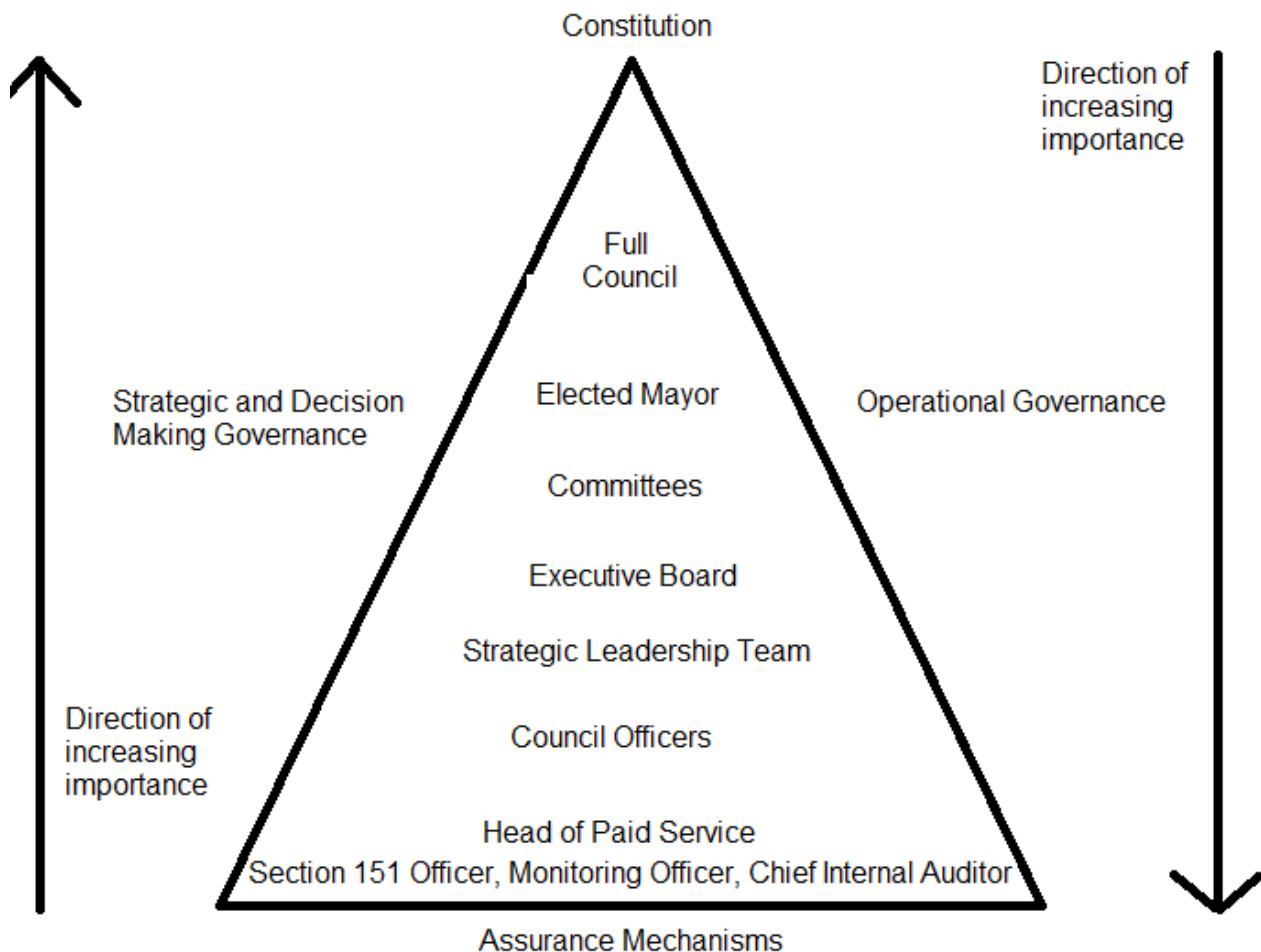 Constitution
Direction of
increasing
importance
Full
Council
Strategic and Decision
Making Governance
Elected Mayor
Operational Governance
Committees
Executive Board
Strategic Leadership Team
Direction of
increasing
importance
Council Officers
Head of Paid Service
Section 151 Officer, Monitoring Officer, Chief Internal Auditor
Assurance Mechanisms